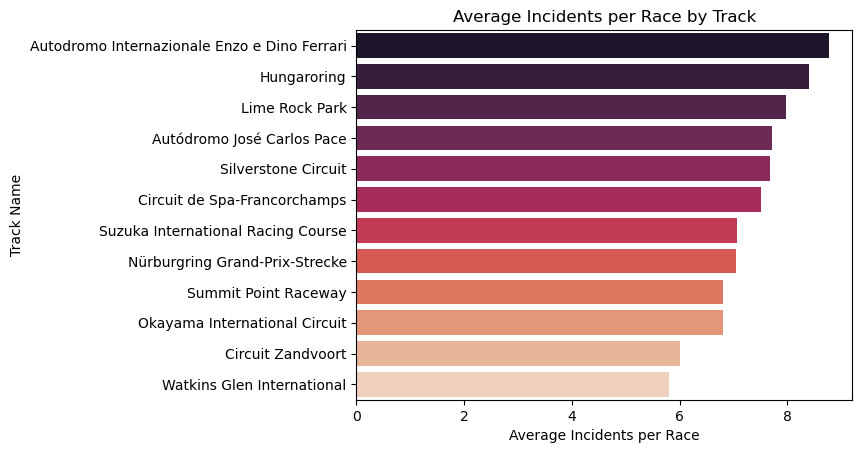 Average Incidents per Race by Track
Autodromo Internazionale Enzo e Dino Ferrari
Hungaroring
Lime Rock Park
Autódromo José Carlos Pace
Silverstone Circuit
Circuit de Spa-Francorchamps
Suzuka International Racing Course
Nürburgring Grand-Prix-Strecke
Summit Point Raceway
Okayama International Circuit
Circuit Zandvoort
Watkins Glen International
Track Name
0 2 4 6 8
Average Incidents per Race